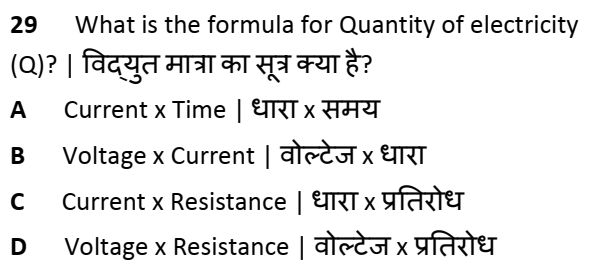 29 What is the formula for Quantity of electricity
(Q)? | विद्युत मात्रा का सूत्र क्या है?
A Current x Time | धारा x समय
B Voltage x Current | वोल्टेज x धारा
C Current x Resistance | धारा x प्रतिरोध
D Voltage x Resistance | वोल्टेज x प्रतिरोध